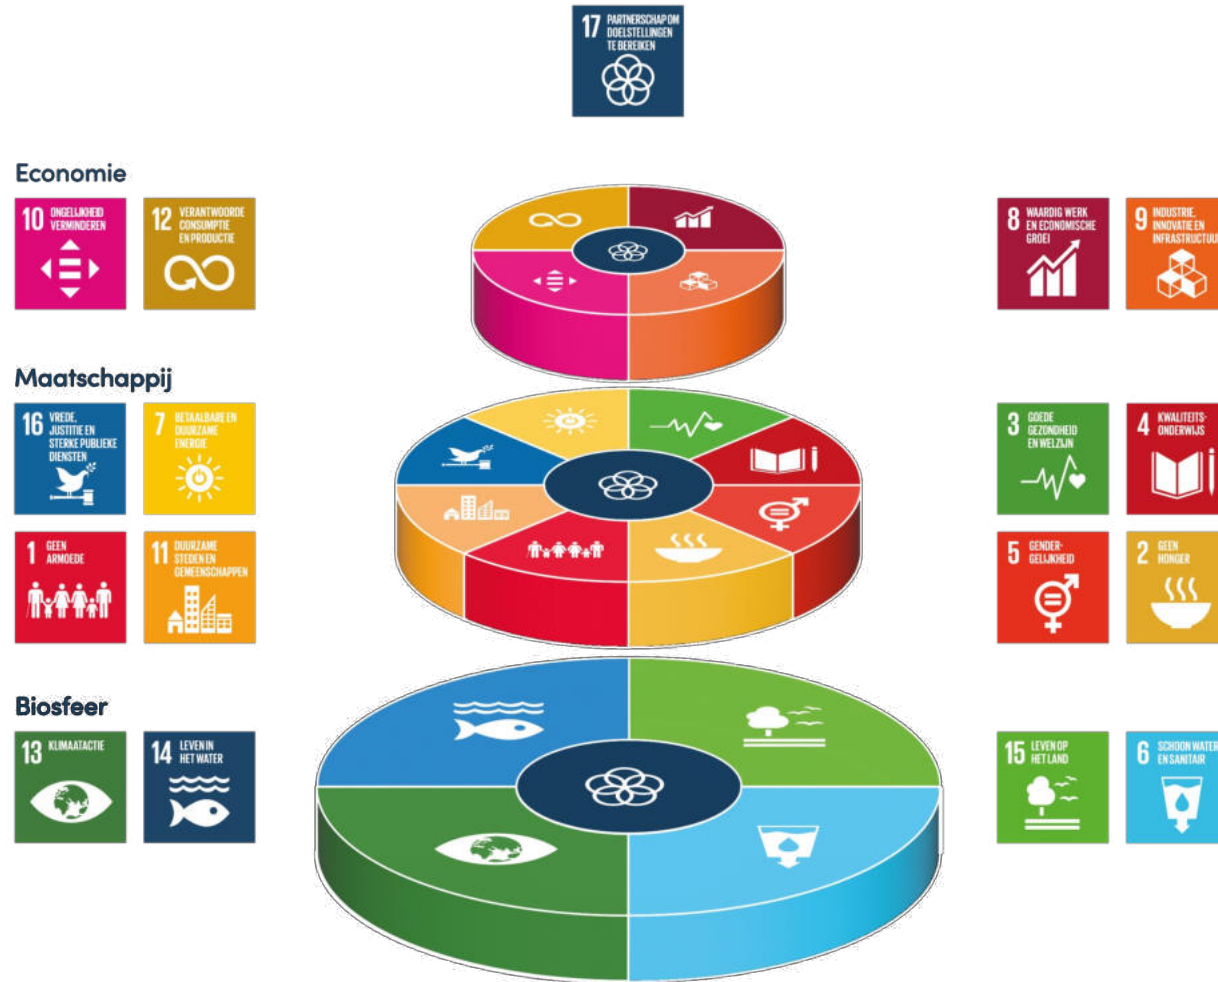 17 PARTNERSCHAP OM
DOELSTELLINGEN
TE BEREIKEN
Economie
10 ONGELIJKHEID
VERMINDEREN
12 VERANTWOORDE
CONSUMPTIE
EN PRODUCTIE
8 WAARDIG WERK
EN ECONOMISCHE
GROEI
9 INDUSTRIE,
INNOVATIE EN
INFRASTRUCTUUR
Maatschappij
16 VREDE,
JUSTITIE EN
STERKE PUBLIEKE
DIENSTEN
7 BETAALBARE EN
DUURZAME
ENERGIE
3 GOEDE
GEZONDHEID
EN WELZIJN
4 KWALITEITS-
ONDERWIJS
1 GEEN
ARMOEDE
11 DUURZAME
STEDEN EN
GEMEENSCHAPPEN
5 GENDER-
GELIJKHEID
2 GEEN
HONGER
Biosfeer
13 KLIMAATACTIE
14 LEVEN IN
HET WATER
15 LEVEN OP
HET LAND
6 SCHOON WATER
EN SANITAIR